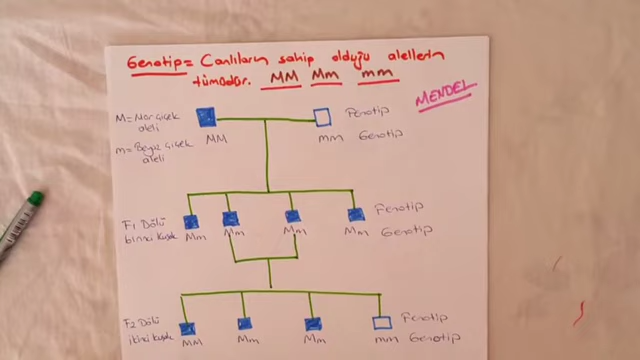 Genotip= Canlıların sahip olduğu alellerin
tümüdür. MM Mm mm
MENDEL
M= Mor çiçek
aleli
Fenotip
MM mm Genotip
m= Beyaz çiçek
aleli
F1 Dölü
birinci kuşak
Fenotip
Mm Mm Mm Mm Genotip
F2 Dölü
ikinci kuşak
Fenotip
MM Mm Mm mm Genotip